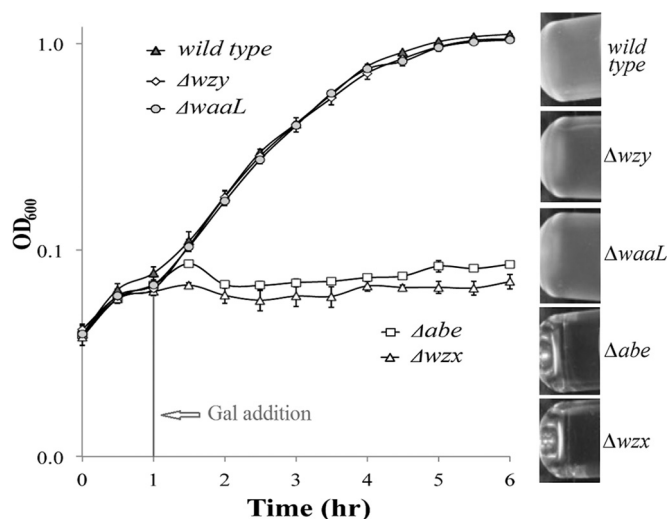 1.0
0.1
0.0
OD600
wild type
Δwzy
ΔwaaL
Δabe
Δwzx
Gal addition
0
1
2
3
4
5
6
Time (hr)
wild
type
Δwzy
ΔwaaL
Δabe
Δwzx